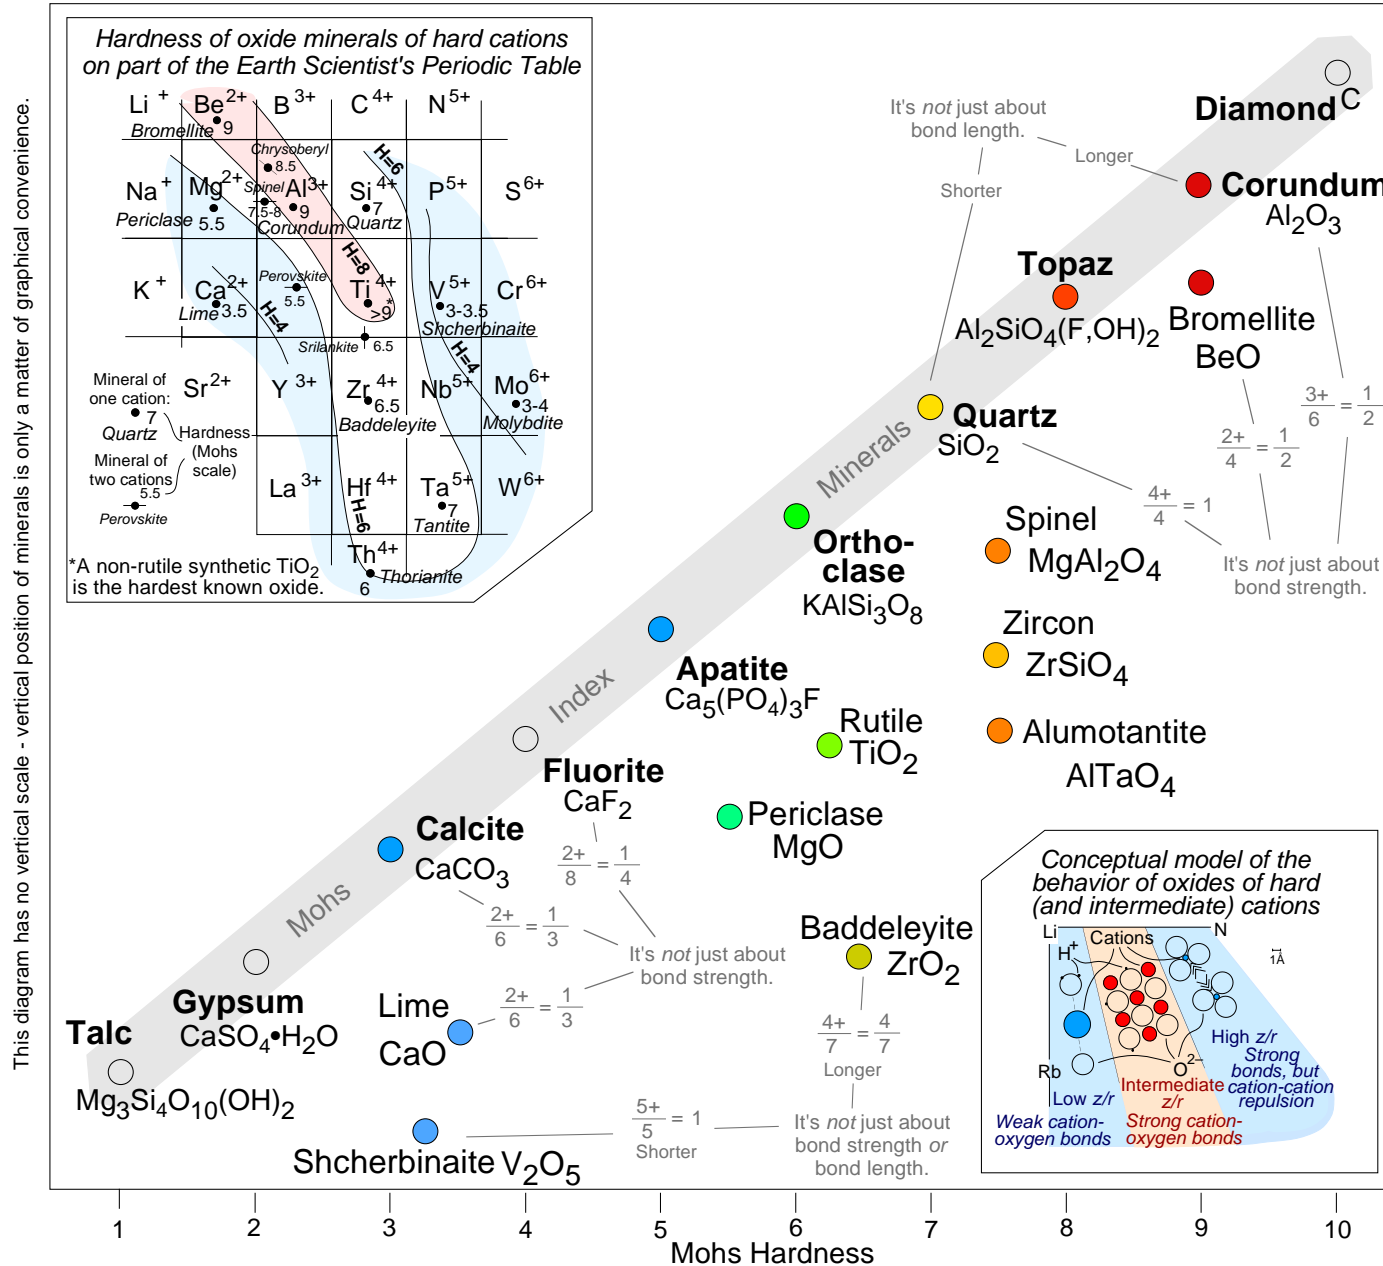 This diagram has no vertical scale - vertical position of minerals is only a matter of graphical convenience.
Hardness of oxide minerals of hard cations
on part of the Earth Scientist's Periodic Table
Li +
Be2+
B 3+
C 4+
N5+
Bromellite 9
Chrysoberyl
8.5
H=6
Na +
Mg2+
Spinel
Al3+
Si 4+
P5+
S6+
7.5-8
9
7
Periclase 5.5
Corundum
Quartz
H=8
K +
Ca2+
Perovskite
5.5
Ti 4+
V5+
Cr6+
Lime 3.5
H=4
>9*
3-3.5
Shcherbinaite
Srilankite 6.5
H=4
Sr2+
Y 3+
Zr 4+
Nb5+
Mo6+
6.5
3-4
Baddeleyite
Molybdite
Mineral of
one cation:
7
Quartz
Hardness
(Mohs
scale)
Mineral of
two cations
5.5
Perovskite
La 3+
Hf 4+
Ta5+
W6+
H=6
7
Tantite
Th4+
Thorianite
6
*A non-rutile synthetic TiO2
is the hardest known oxide.
Diamond C
It's not just about
bond length.
Longer
Shorter
Corundum
Al2O3
Topaz
Al2SiO4(F,OH)2
Bromellite
BeO
3+/6 = 1/2
2+/4 = 1/2
Quartz
SiO2
4+/4 = 1
It's not just about
bond strength.
Mohs Index Minerals
Ortho-
clase
KAlSi3O8
Spinel
MgAl2O4
Zircon
ZrSiO4
Apatite
Ca5(PO4)3F
Rutile
TiO2
Alumotantite
AlTaO4
Fluorite
CaF2
2+/8 = 1/4
Periclase
MgO
Calcite
CaCO3
2+/6 = 1/3
It's not just about
bond strength.
Baddeleyite
ZrO2
4+/7 = 4/7
Longer
Gypsum
CaSO4•H2O
Lime
CaO
2+/6 = 1/3
Talc
Mg3Si4O10(OH)2
Shcherbinaite V2O5
5+/5 = 1
Shorter
It's not just about
bond strength or
bond length.
Conceptual model of the
behavior of oxides of hard
(and intermediate) cations
Li
Cations
N
H+
1Å
Rb
O2–
High z/r
Strong
bonds, but
cation-cation
repulsion
Intermediate
z/r
Strong cation-
oxygen bonds
Low z/r
Weak cation-
oxygen bonds
1 2 3 4 5 6 7 8 9 10
Mohs Hardness